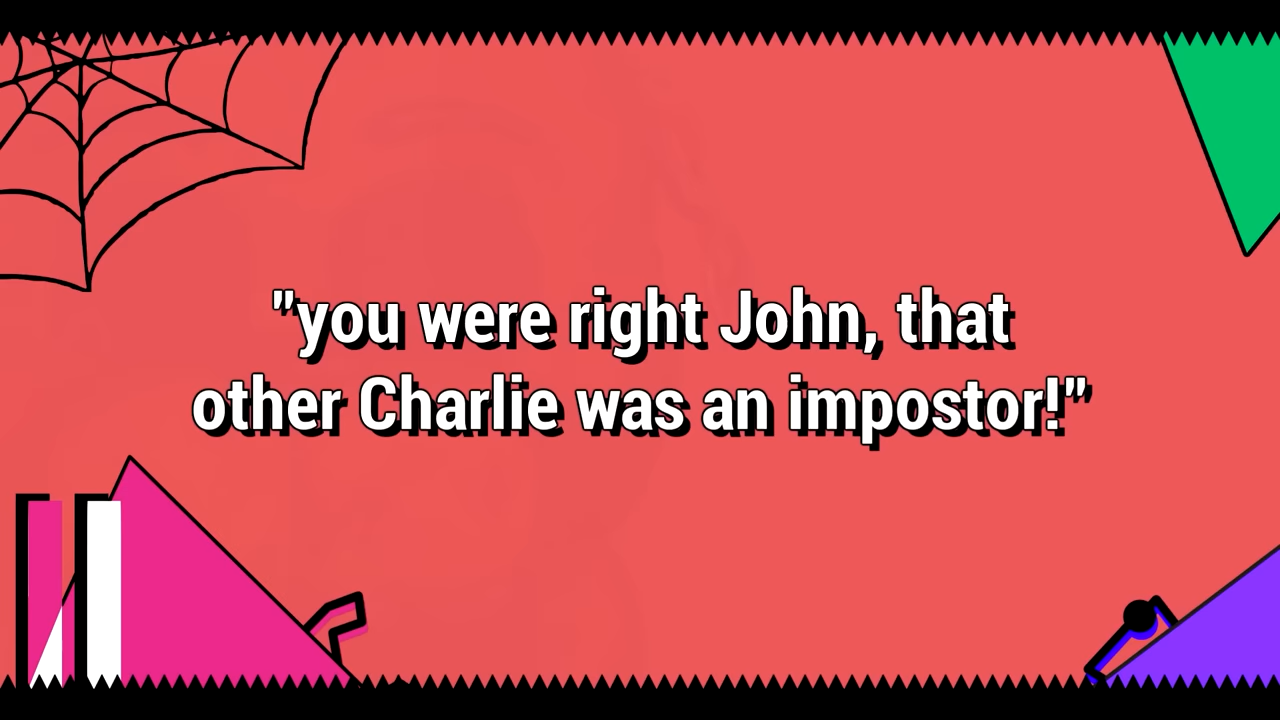 "you were right John, that
other Charlie was an impostor!”